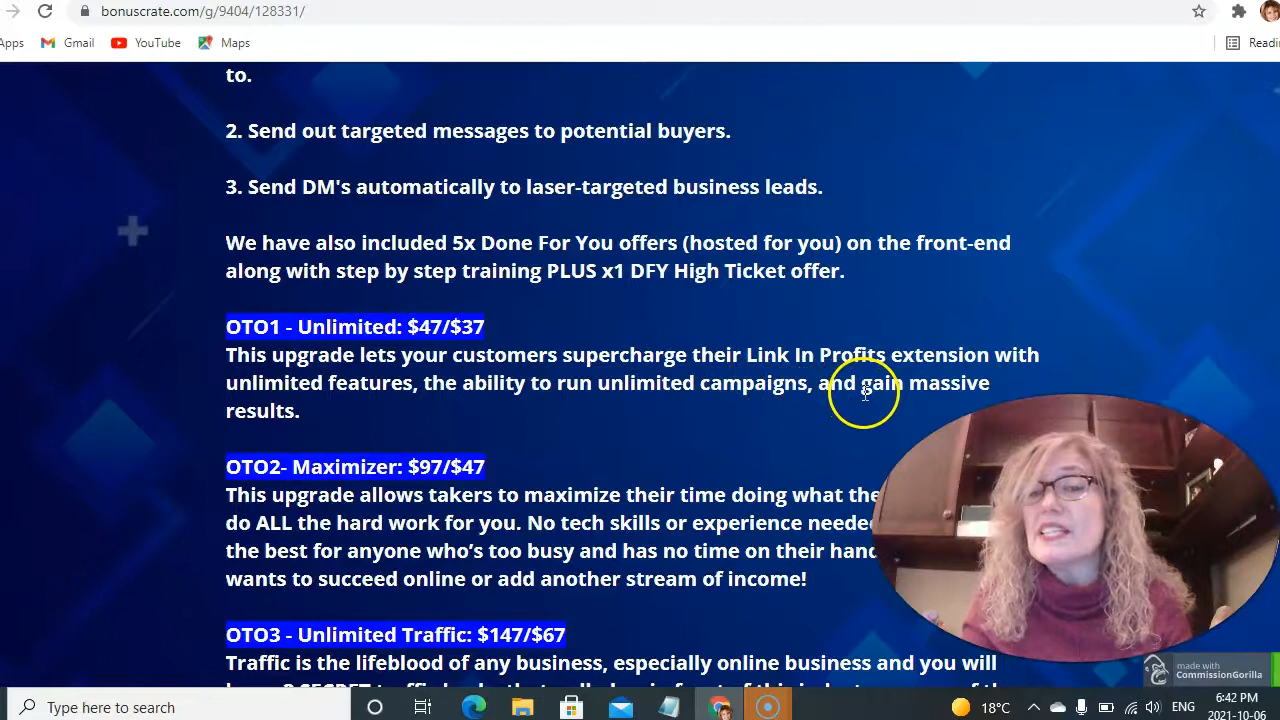 bonuscrate.com/g/9404/128331/
Apps Gmail YouTube Maps
to.
2. Send out targeted messages to potential buyers.
3. Send DM's automatically to laser-targeted business leads.
We have also included 5x Done For You offers (hosted for you) on the front-end
along with step by step training PLUS x1 DFY High Ticket offer.
OTO1 - Unlimited: $47/$37
This upgrade lets your customers supercharge their Link In Profits extension with
unlimited features, the ability to run unlimited campaigns, and gain massive
results.
OTO2- Maximizer: $97/$47
This upgrade allows takers to maximize their time doing what
do ALL the hard work for you. No tech skills or experience
the best for anyone who's too busy and has no time on their
wants to succeed online or add another stream of income!
OTO3 - Unlimited Traffic: $147/$67
Traffic is the lifeblood of any business, especially online business and you will
made with
CommissionGorilla
Type here to search
18°C
ENG
6:42 PM
2021-10-06